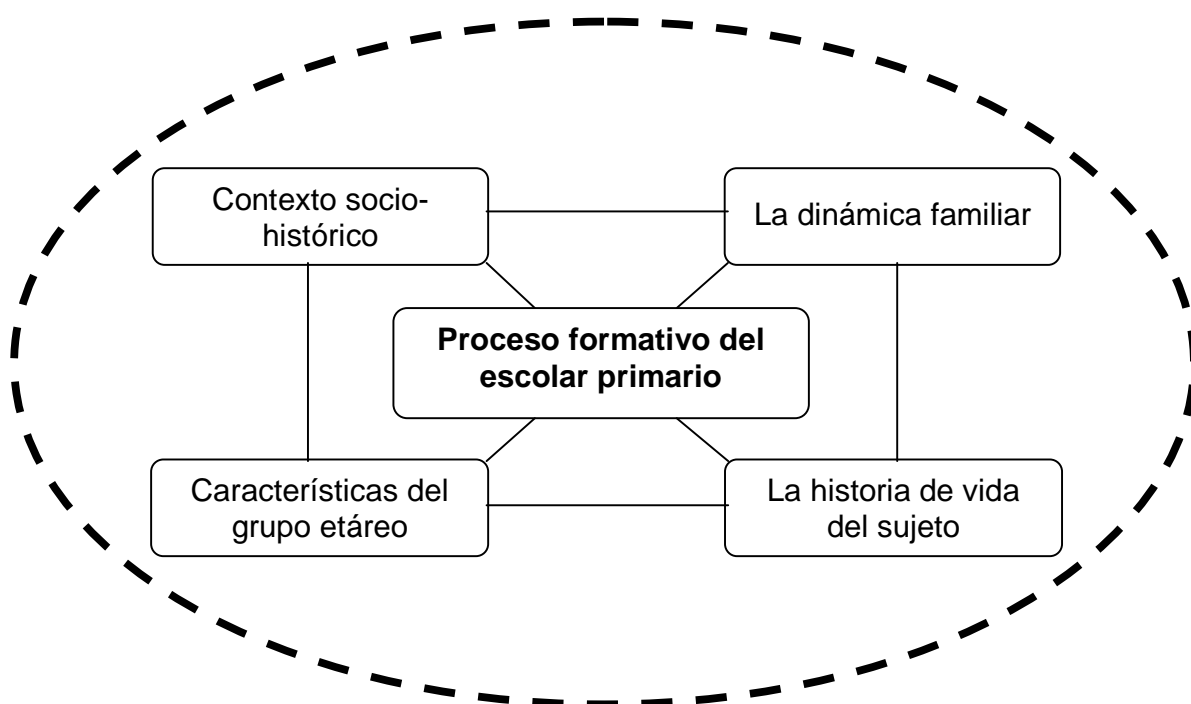 Contexto socio-
histórico
La dinámica familiar
Proceso formativo del
escolar primario
Características del
grupo etáreo
La historia de vida
del sujeto